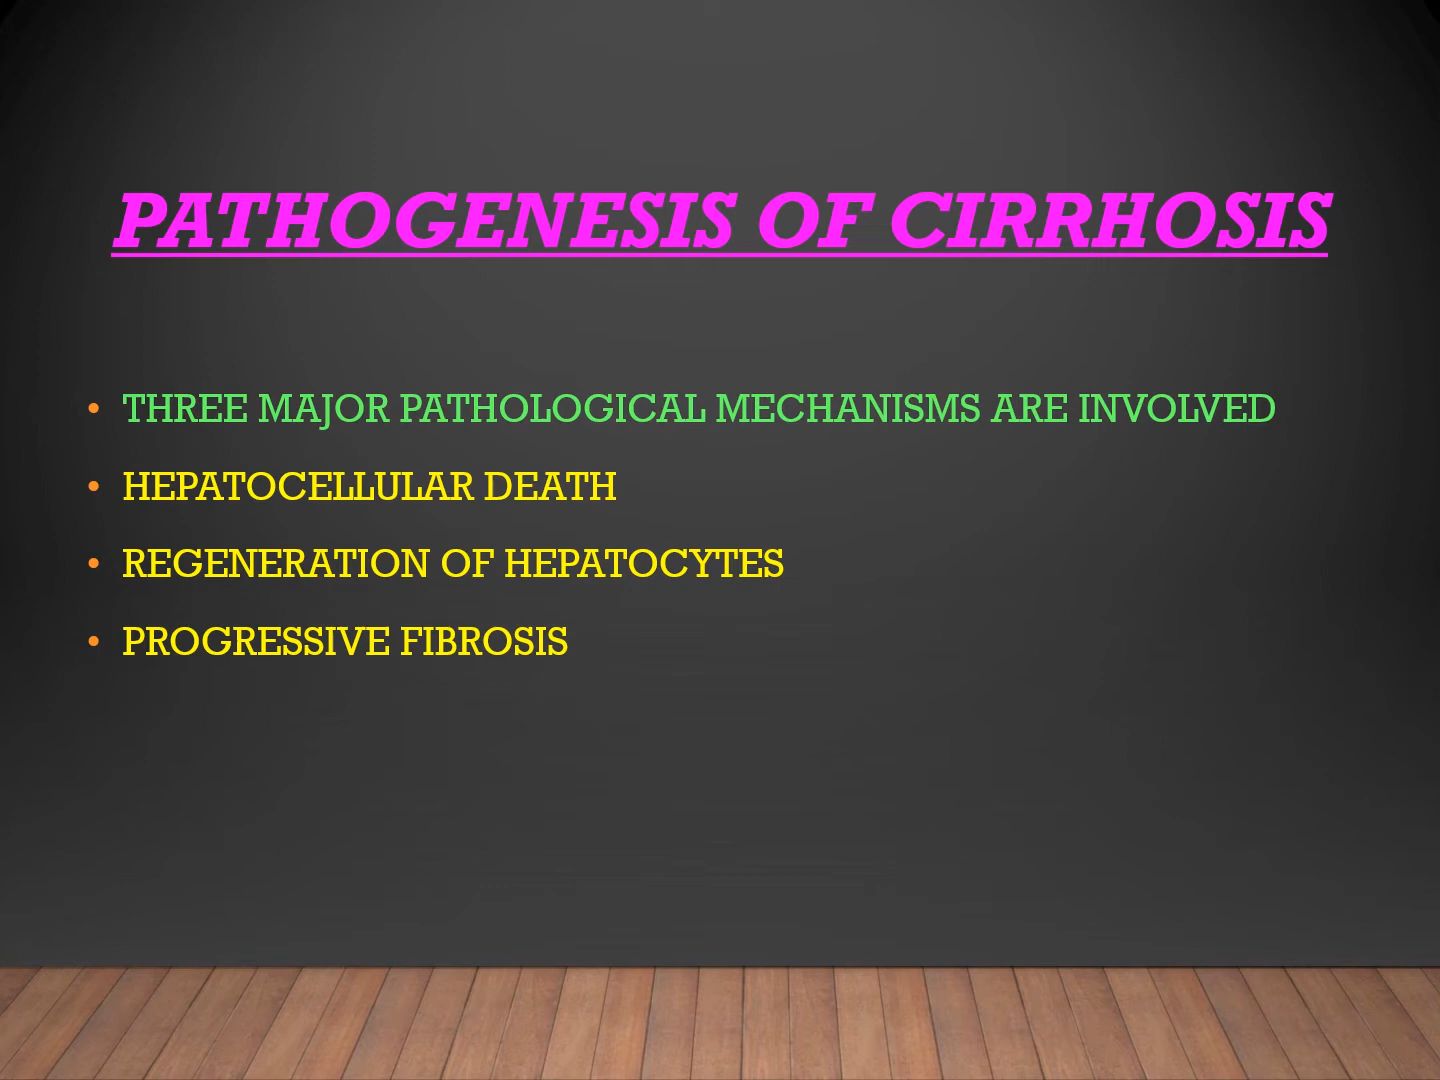 PATHOGENESIS OF CIRRHOSIS
• THREE MAJOR PATHOLOGICAL MECHANISMS ARE INVOLVED
• HEPATOCELLULAR DEATH
• REGENERATION OF HEPATOCYTES
• PROGRESSIVE FIBROSIS